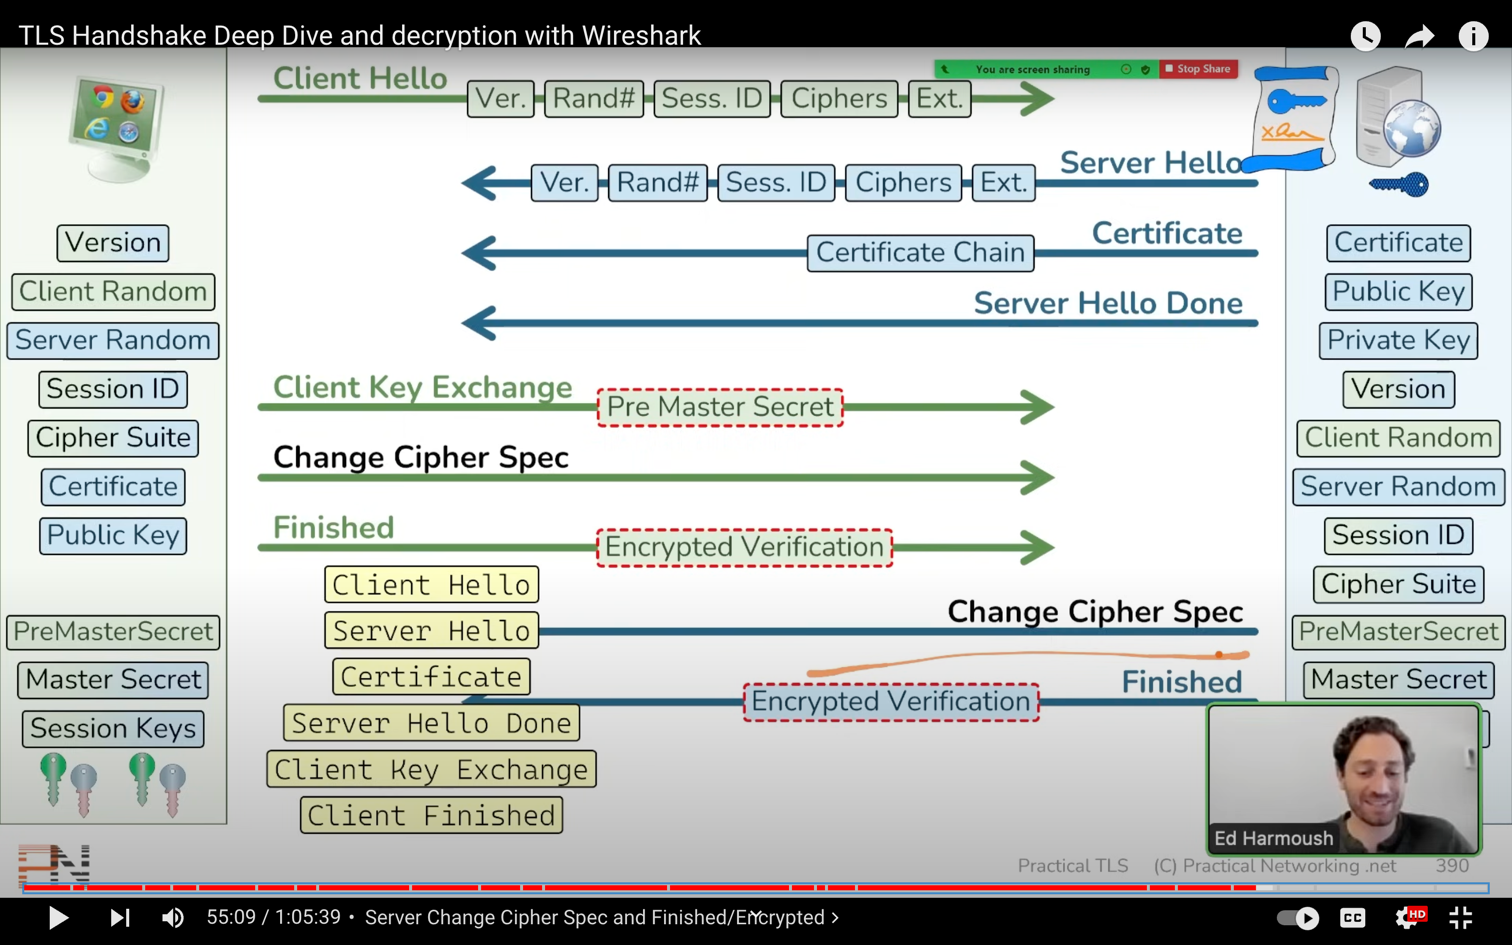 TLS Handshake Deep Dive and decryption with Wireshark
You are screen sharing
Stop Share
Client Hello
Ver.
Rand#
Sess. ID
Ciphers
Ext.
Server Hello
Ver.
Rand#
Sess. ID
Ciphers
Ext.
Certificate
Certificate Chain
Server Hello Done
Client Key Exchange
Pre Master Secret
Change Cipher Spec
Finished
Encrypted Verification
Client Hello
Server Hello
Certificate
Server Hello Done
Client Key Exchange
Client Finished
Change Cipher Spec
Finished
Encrypted Verification
Version
Client Random
Server Random
Session ID
Cipher Suite
Certificate
Public Key
PreMasterSecret
Master Secret
Session Keys
Certificate
Public Key
Private Key
Version
Client Random
Server Random
Session ID
Cipher Suite
PreMasterSecret
Master Secret
Ed Harmoush
PN
Practical TLS (C) Practical Networking .net 390
55:09 / 1:05:39 • Server Change Cipher Spec and Finished/Encrypted
CC
HD